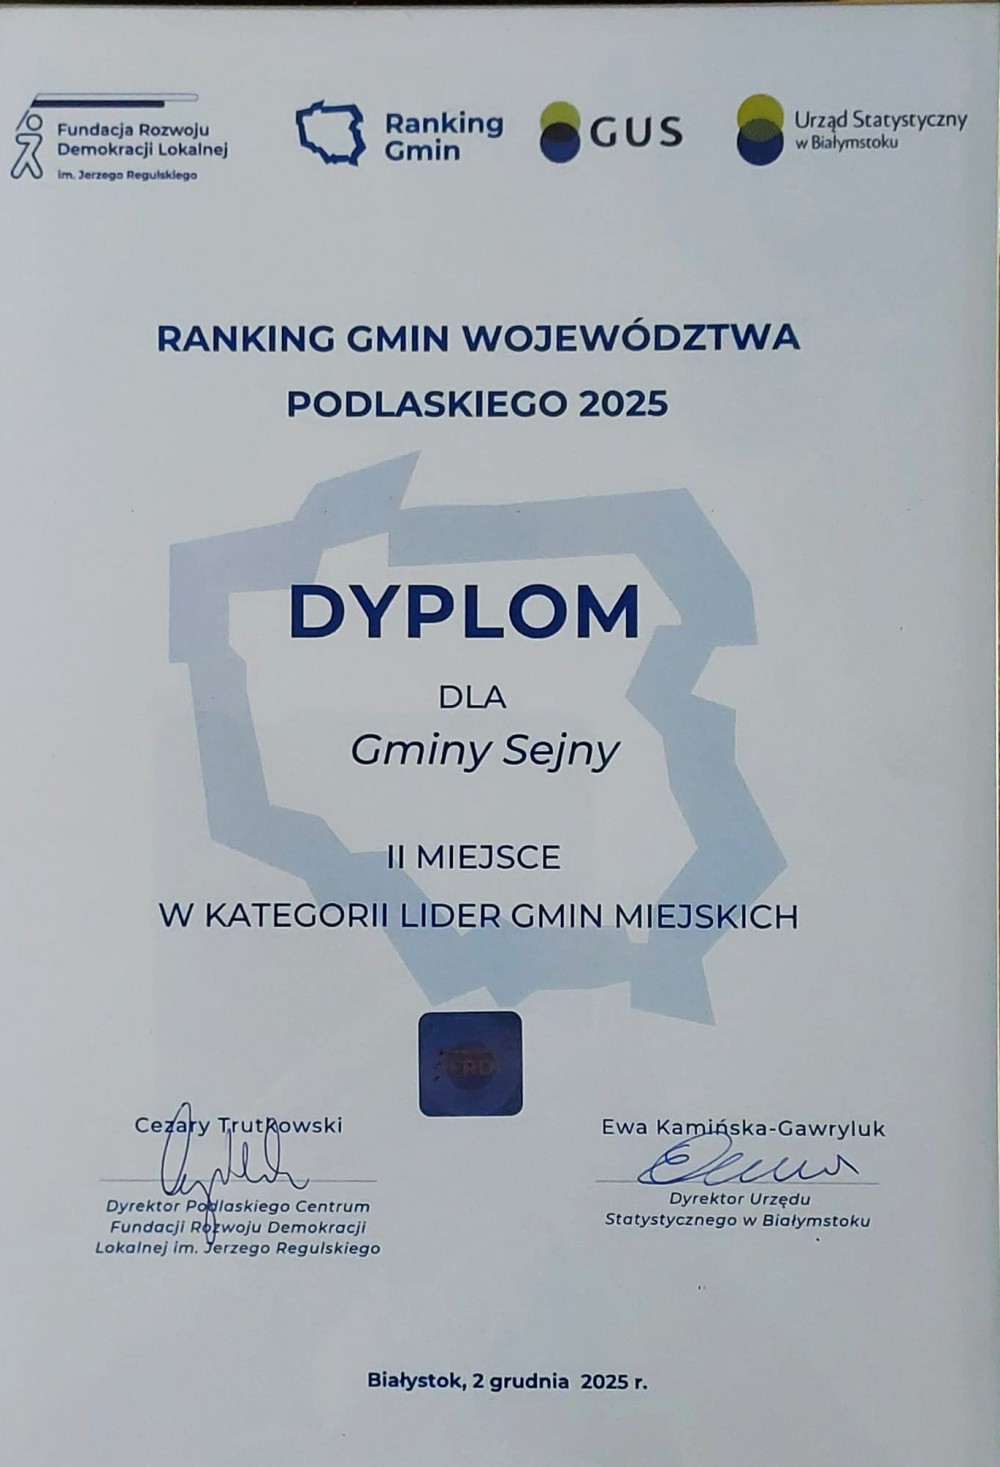 Fundacja Rozwoju
Demokracji Lokalnej
im. Jerzego Regulskiego
Ranking
Gmin
GUS
Urząd Statystyczny
w Białymstoku
RANKING GMIN WOJEWÓDZTWA
PODLASKIEGO 2025
DYPLOM
DLA
Gminy Sejny
II MIEJSCE
W KATEGORII LIDER GMIN MIEJSKICH
FRDL
Cezary Trutkowski
Dyrektor Podlaskiego Centrum
Fundacji Rozwoju Demokracji
Lokalnej im. Jerzego Regulskiego
Ewa Kamińska-Gawryluk
Dyrektor Urzędu
Statystycznego w Białymstoku
Białystok, 2 grudnia 2025 r.